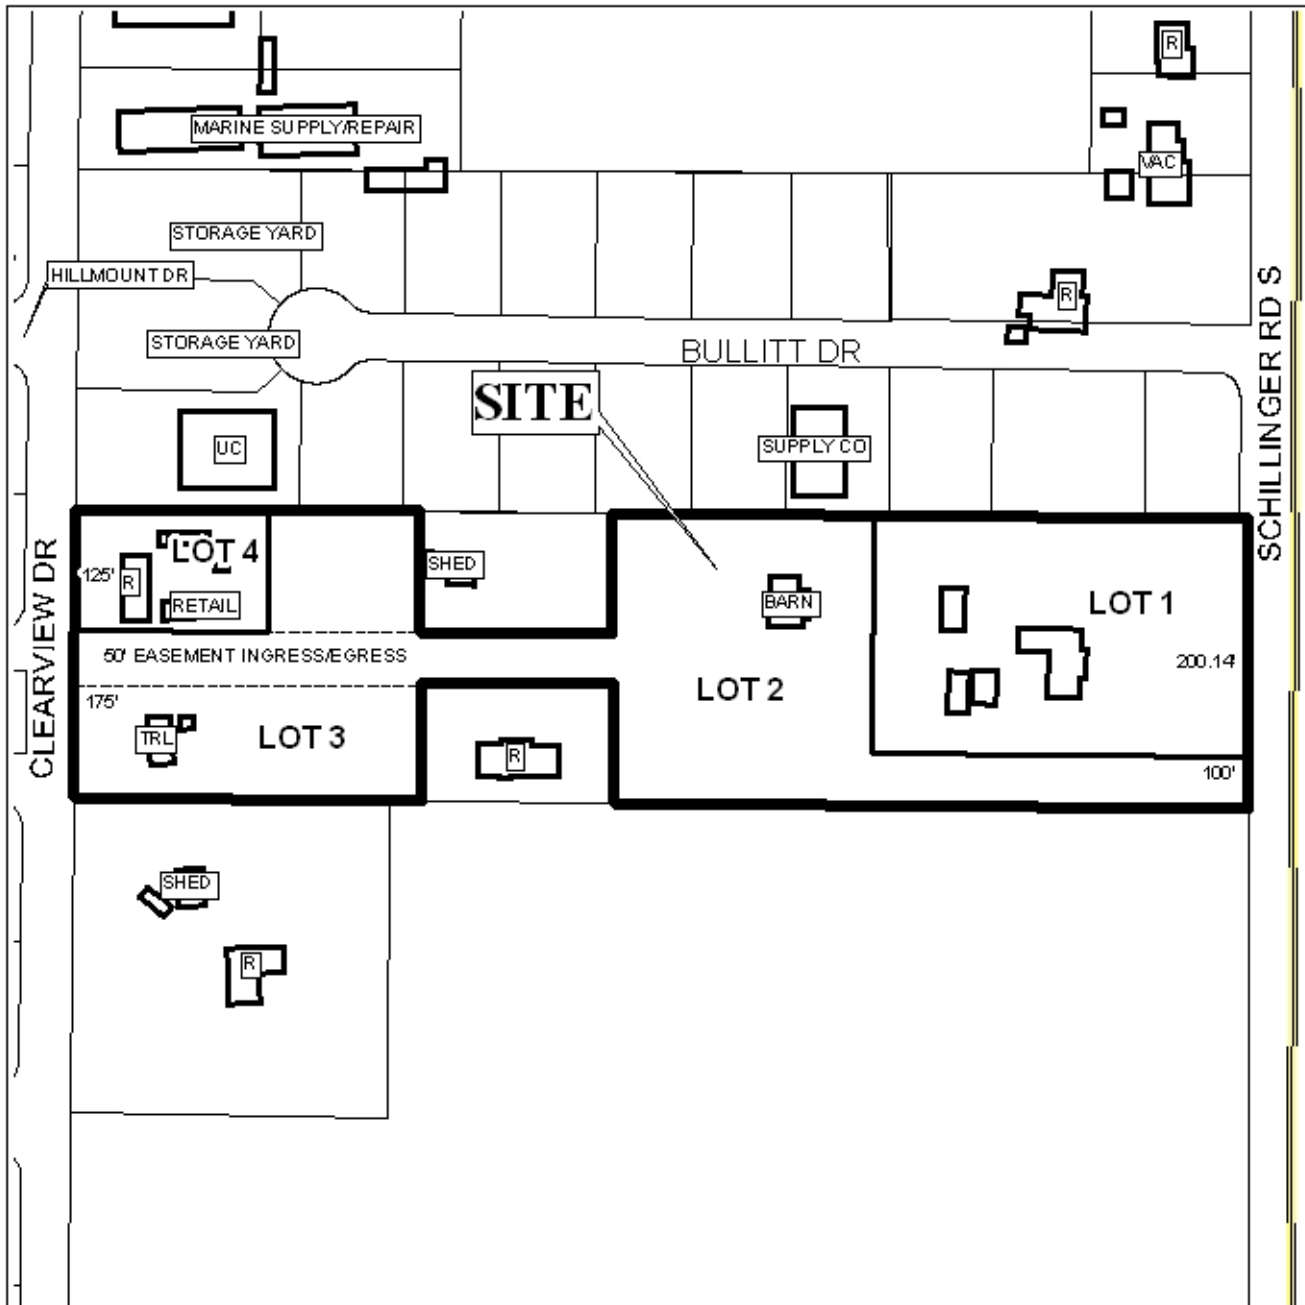 R
MARINE SUPPLY/REPAIR
VAC
STORAGE YARD
HILLMOUNT DR
R
STORAGE YARD
BULLITT DR
SCHILLINGER RD S
SITE
UC
SUPPLY CO
CLEARVIEW DR
LOT 4
SHED
125'
R
RETAIL
BARN
LOT 1
50' EASEMENT INGRESS/EGRESS
200.14'
LOT 2
175'
TRL
LOT 3
R
100'
SHED
R